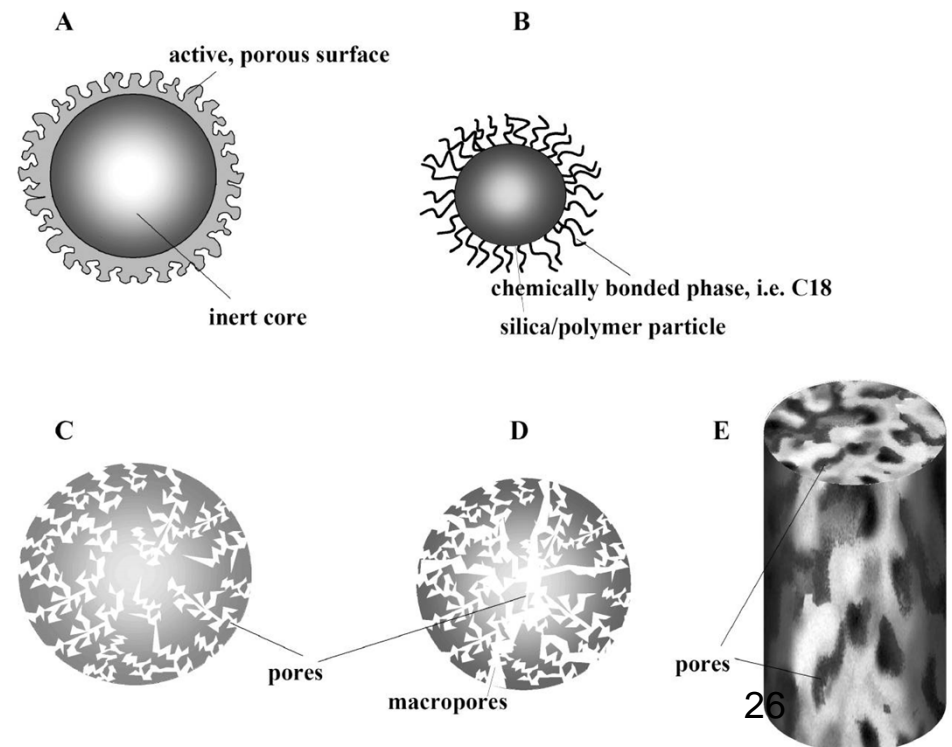 A
B
active, porous surface
inert core
chemically bonded phase, i.e. C18
silica/polymer particle
C
D
E
pores
macropores
pores
26